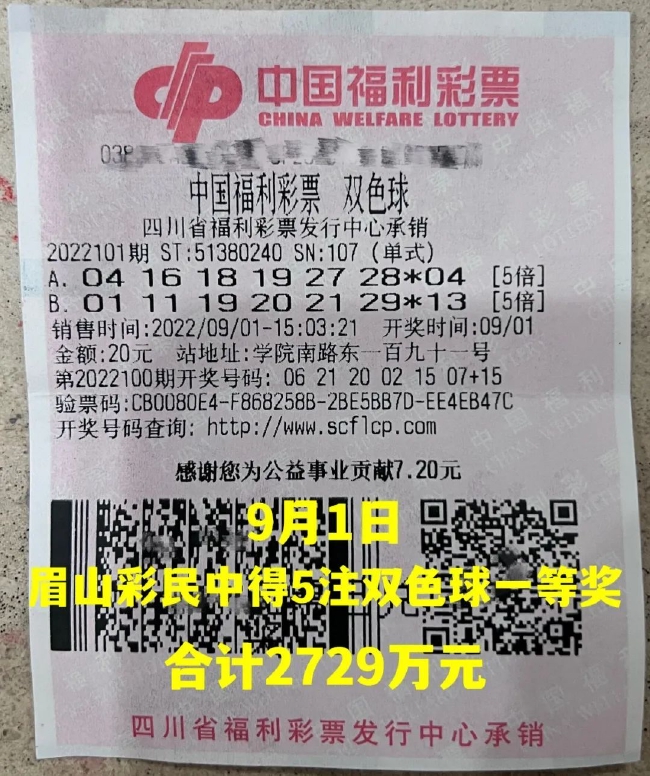 中国福利彩票
CHINA WELFARE LOTTERY
中国福利彩票 双色球
四川省福利彩票发行中心承销
2022101期 ST:51380240 SN:107 (单式)
A. 04 16 18 19 27 28*04 [5倍]
B. 01 11 19 20 21 29*13 [5倍]
销售时间:2022/09/01-15:03:21 开奖时间:09/01
金额:20元 站地址:学院南路东一百九十一号
第2022100期开奖号码: 06 21 20 02 15 07+15
验票码:CB0080E4-F868258B-2BE5BB7D-EE4EB47C
开奖号码查询: http://www.scflcp.com
感谢您为公益事业贡献7.20元
9月1日
眉山彩民中得5注双色球一等奖
合计2729万元
四川省福利彩票发行中心承销